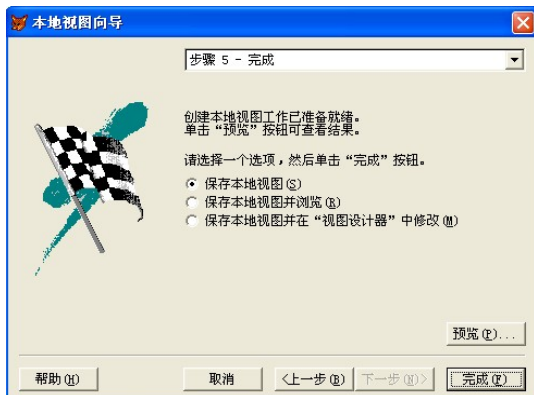 本地视图向导
步骤 5 - 完成
创建本地视图工作已准备就绪。
单击“预览”按钮可查看结果。
请选择一个选项，然后单击“完成”按钮。
保存本地视图(S)
保存本地视图并浏览(R)
保存本地视图并在“视图设计器”中修改(M)
预览(P)...
帮助(H)
取消
<上一步(B)
下一步(N)>
完成(F)